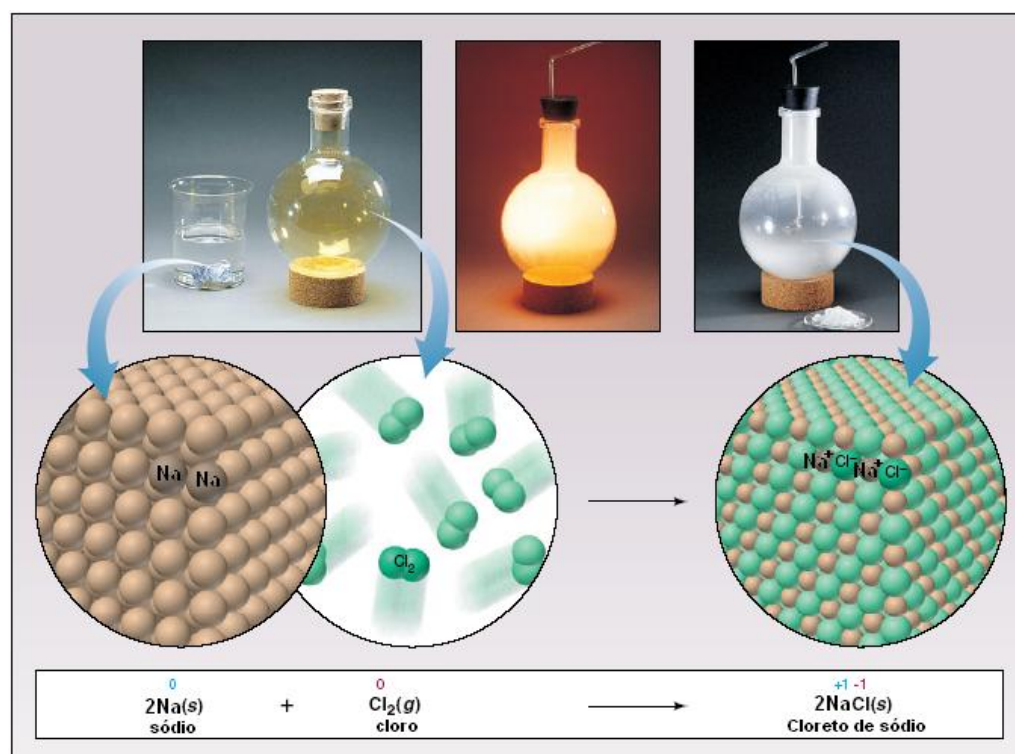 Na Na
Cl₂
Na⁺Cl⁻
Na⁺Cl⁻
0 0 +1 -1
2Na(s) + Cl₂(g) 2NaCl(s)
sódio cloro Cloreto de sódio